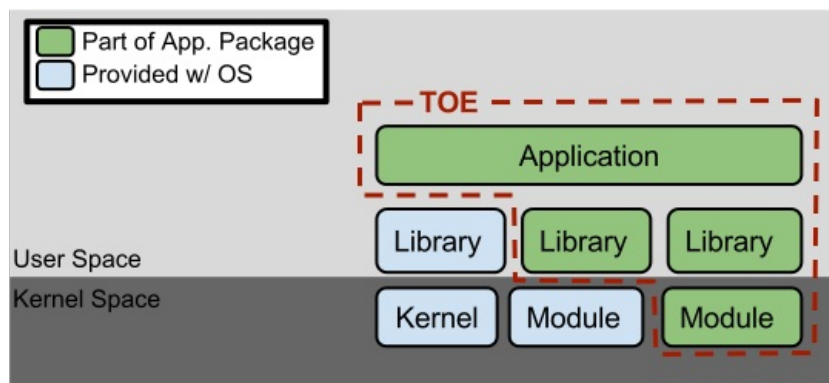 Part of App. Package
Provided w/ OS
TOE
Application
Library Library Library
User Space
Kernel Space
Kernel Module Module